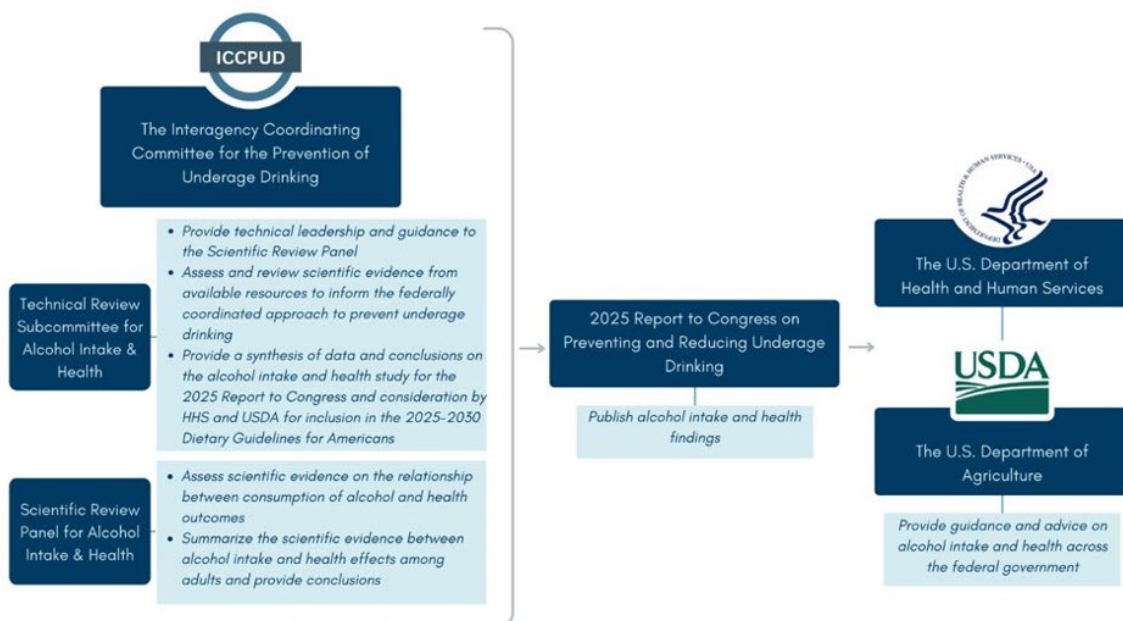 ICCPUD
The Interagency Coordinating
Committee for the Prevention of
Underage Drinking
Technical Review
Subcommittee for
Alcohol Intake &
Health
• Provide technical leadership and guidance to
the Scientific Review Panel
• Assess and review scientific evidence from
available resources to inform the federally
coordinated approach to prevent underage
drinking
• Provide a synthesis of data and conclusions on
the alcohol intake and health study for the
2025 Report to Congress and consideration by
HHS and USDA for inclusion in the 2025-2030
Dietary Guidelines for Americans
Scientific Review
Panel for Alcohol
Intake & Health
• Assess scientific evidence on the relationship
between consumption of alcohol and health
outcomes
• Summarize the scientific evidence between
alcohol intake and health effects among
adults and provide conclusions
2025 Report to Congress on
Preventing and Reducing Underage
Drinking
Publish alcohol intake and health
findings
DEPARTMENT OF HEALTH & HUMAN SERVICES • USA
The U.S. Department of
Health and Human Services
USDA
The U.S. Department of
Agriculture
Provide guidance and advice on
alcohol intake and health across
the federal government